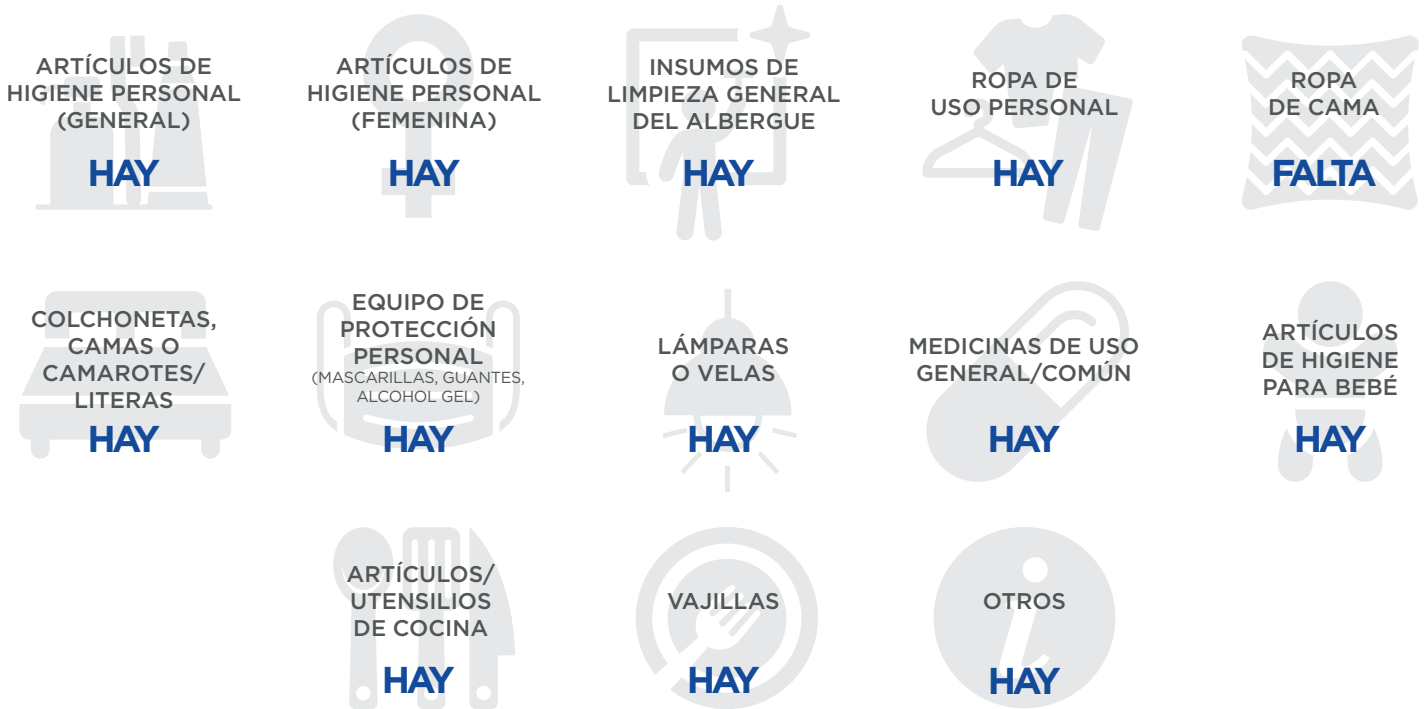 ARTÍCULOS DE
HIGIENE PERSONAL
(GENERAL)
HAY
ARTÍCULOS DE
HIGIENE PERSONAL
(FEMENINA)
HAY
INSUMOS DE
LIMPIEZA GENERAL
DEL ALBERGUE
HAY
ROPA DE
USO PERSONAL
HAY
ROPA
DE CAMA
FALTA
COLCHONETAS,
CAMAS O
CAMAROTES/
LITERAS
HAY
EQUIPO DE
PROTECCIÓN
PERSONAL
(MASCARILLAS, GUANTES,
ALCOHOL GEL)
HAY
LÁMPARAS
O VELAS
HAY
MEDICINAS DE USO
GENERAL/COMÚN
HAY
ARTÍCULOS
DE HIGIENE
PARA BEBÉ
HAY
ARTÍCULOS/
UTENSILIOS
DE COCINA
HAY
VAJILLAS
HAY
OTROS
HAY